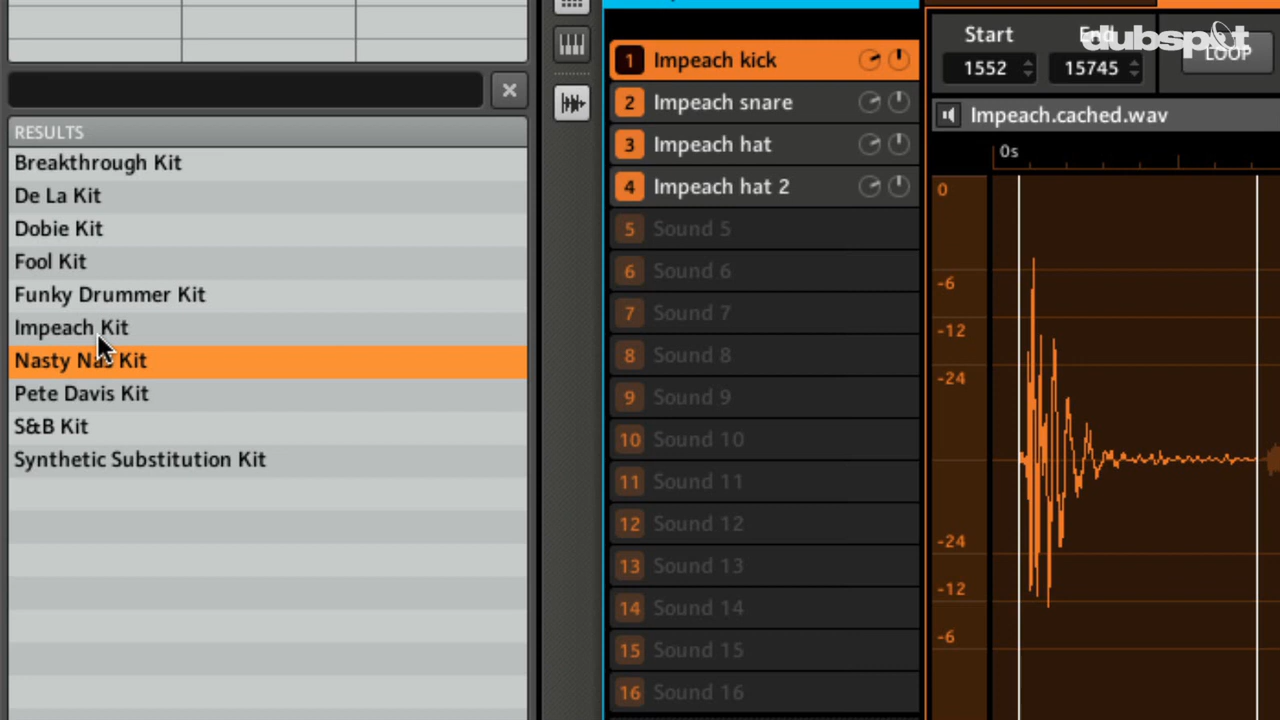 RESULTS
Breakthrough Kit
De La Kit
Dobie Kit
Fool Kit
Funky Drummer Kit
Impeach Kit
Nasty Nas Kit
Pete Davis Kit
S&B Kit
Synthetic Substitution Kit
1 Impeach kick
2 Impeach snare
3 Impeach hat
4 Impeach hat 2
5 Sound 5
6 Sound 6
7 Sound 7
8 Sound 8
9 Sound 9
10 Sound 10
11 Sound 11
12 Sound 12
13 Sound 13
14 Sound 14
15 Sound 15
16 Sound 16
Start End
1552 15745 LOOP
dubspot
Impeach.cached.wav
0s
0
-6
-12
-24
-24
-12
-6